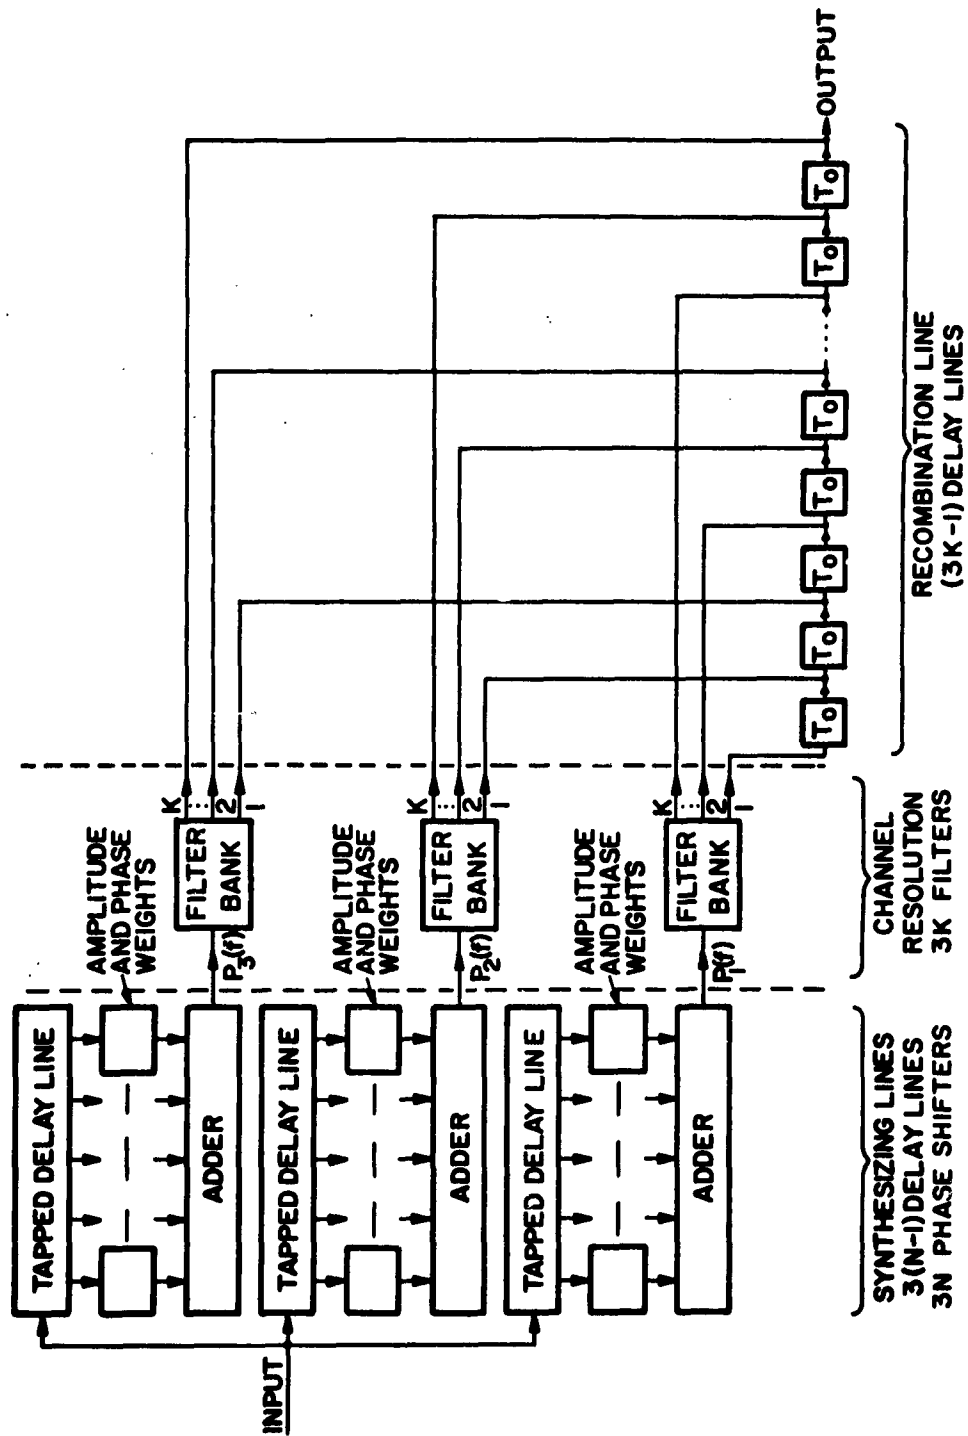 INPUT
TAPPED DELAY LINE
ADDER
AMPLITUDE
AND PHASE
WEIGHTS
P3(f)
FILTER
BANK
K
2
1
TAPPED DELAY LINE
ADDER
AMPLITUDE
AND PHASE
WEIGHTS
P2(f)
FILTER
BANK
K
2
1
TAPPED DELAY LINE
ADDER
AMPLITUDE
AND PHASE
WEIGHTS
P1(f)
FILTER
BANK
K
2
1
To
To
To
To
To
To
To
OUTPUT
SYNTHESIZING LINES
3(N-1) DELAY LINES
3N PHASE SHIFTERS
CHANNEL
RESOLUTION
3K FILTERS
RECOMBINATION LINE
(3K-1) DELAY LINES